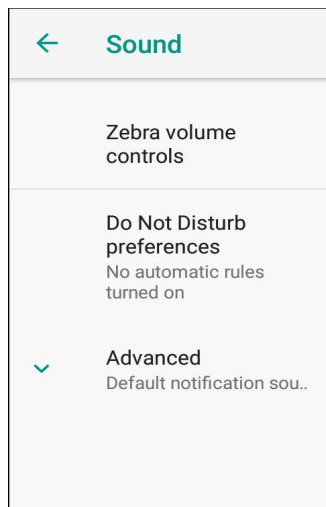 Sound
Zebra volume
controls
Do Not Disturb
preferences
No automatic rules
turned on
Advanced
Default notification sou..